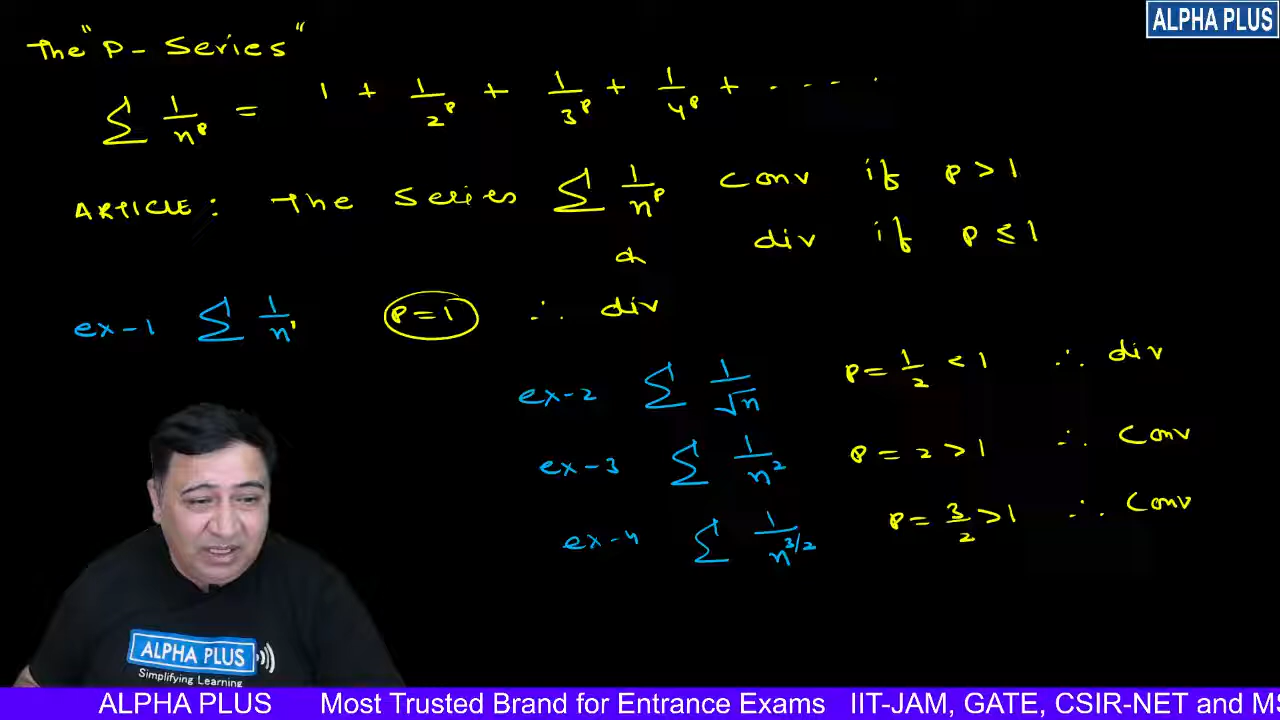 ALPHA PLUS
The "P - Series"
∑ 1/n^p = 1 + 1/2^p + 1/3^p + 1/4^p + .......
ARTICLE : The Series ∑ 1/n^p conv if p > 1
& div if p ≤ 1
ex-1 ∑ 1/n^1 p = 1 ∴ div
ex-2 ∑ 1/√n p = 1/2 < 1 ∴ div
ex-3 ∑ 1/n^2 p = 2 > 1 ∴ Conv
ex-4 ∑ 1/n^3/2 p = 3/2 > 1 ∴ Conv
ALPHA PLUS
Simplifying Learning
ALPHA PLUS Most Trusted Brand for Entrance Exams IIT-JAM, GATE, CSIR-NET and